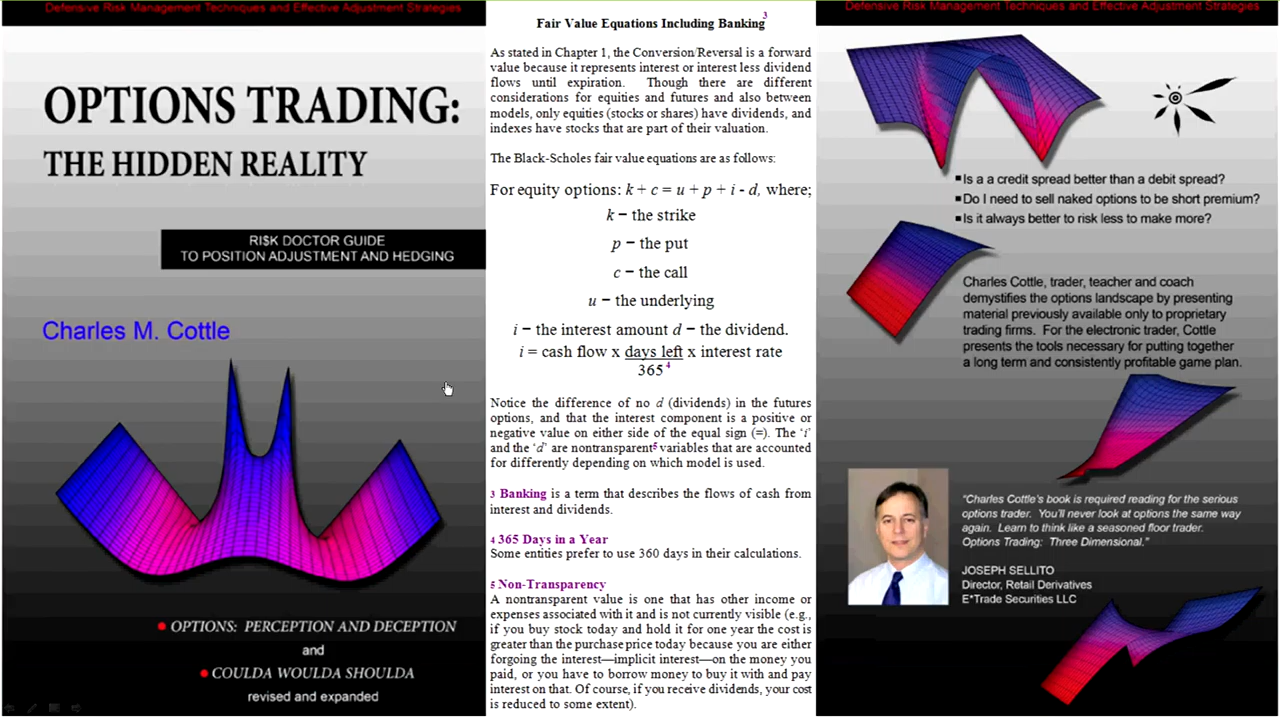 Defensive Risk Management Techniques and Effective Adjustment Strategies
OPTIONS TRADING:
THE HIDDEN REALITY
RI$K DOCTOR GUIDE
TO POSITION ADJUSTMENT AND HEDGING
Charles M. Cottle
OPTIONS: PERCEPTION AND DECEPTION
and
COULDA WOULDA SHOULDA
revised and expanded
Fair Value Equations Including Banking3
As stated in Chapter 1, the Conversion/Reversal is a forward
value because it represents interest or interest less dividend
flows until expiration. Though there are different
considerations for equities and futures and also between
models, only equities (stocks or shares) have dividends, and
indexes have stocks that are part of their valuation.
The Black-Scholes fair value equations are as follows:
For equity options: k + c = u + p + i - d, where;
k – the strike
p – the put
c – the call
u – the underlying
i – the interest amount d – the dividend.
i = cash flow x days left x interest rate
365 4
Notice the difference of no d (dividends) in the futures
options, and that the interest component is a positive or
negative value on either side of the equal sign (=). The ‘i’
and the ‘d’ are nontransparent5 variables that are accounted
for differently depending on which model is used.
3 Banking is a term that describes the flows of cash from
interest and dividends.
4 365 Days in a Year
Some entities prefer to use 360 days in their calculations.
5 Non-Transparency
A nontransparent value is one that has other income or
expenses associated with it and is not currently visible (e.g.,
if you buy stock today and hold it for one year the cost is
greater than the purchase price today because you are either
forgoing the interest—implicit interest—on the money you
paid, or you have to borrow money to buy it with and pay
interest on that. Of course, if you receive dividends, your cost
is reduced to some extent).
Defensive Risk Management Techniques and Effective Adjustment Strategies
▪Is a a credit spread better than a debit spread?
▪Do I need to sell naked options to be short premium?
▪Is it always better to risk less to make more?
Charles Cottle, trader, teacher and coach
demystifies the options landscape by presenting
material previously available only to proprietary
trading firms. For the electronic trader, Cottle
presents the tools necessary for putting together
a long term and consistently profitable game plan.
"Charles Cottle's book is required reading for the serious
options trader. You'll never look at options the same way
again. Learn to think like a seasoned floor trader.
Options Trading: Three Dimensional."
JOSEPH SELLITO
Director, Retail Derivatives
E*Trade Securities LLC